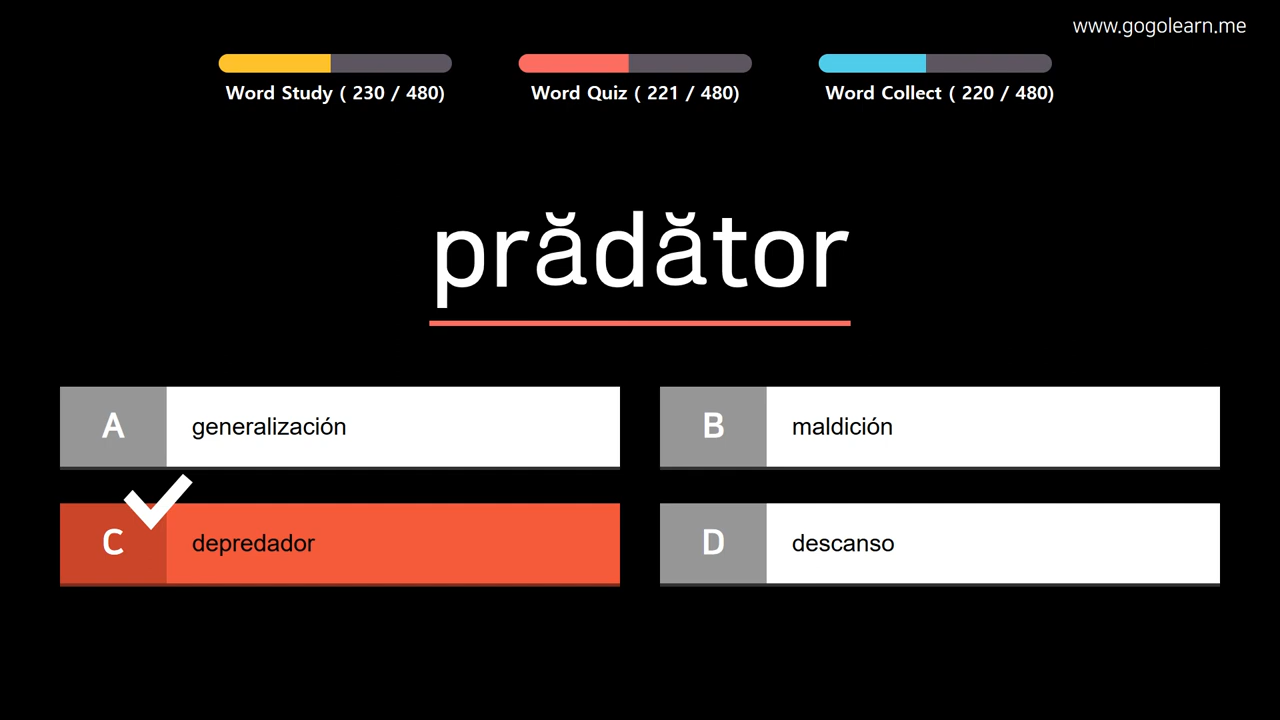 www.gogolearn.me
Word Study ( 230 / 480)
Word Quiz ( 221 / 480)
Word Collect ( 220 / 480)
prădător
A generalización
B maldición
C depredador
D descanso